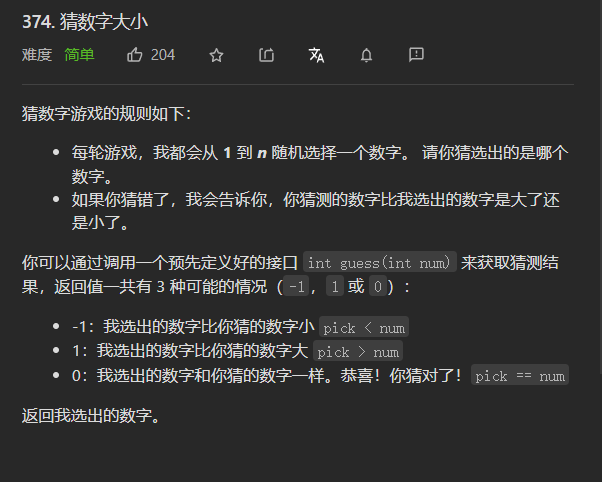 374. 猜数字大小
难度 简单 204
猜数字游戏的规则如下：
每轮游戏，我都会从 1 到 n 随机选择一个数字。 请你猜选出的是哪个
数字。
如果你猜错了，我会告诉你，你猜测的数字比我选出的数字是大了还
是小了。
你可以通过调用一个预先定义好的接口 int guess(int num) 来获取猜测结
果，返回值一共有 3 种可能的情况（-1，1 或 0）：
-1：我选出的数字比你猜的数字小 pick < num
1：我选出的数字比你猜的数字大 pick > num
0：我选出的数字和你猜的数字一样。恭喜！你猜对了！ pick == num
返回我选出的数字。